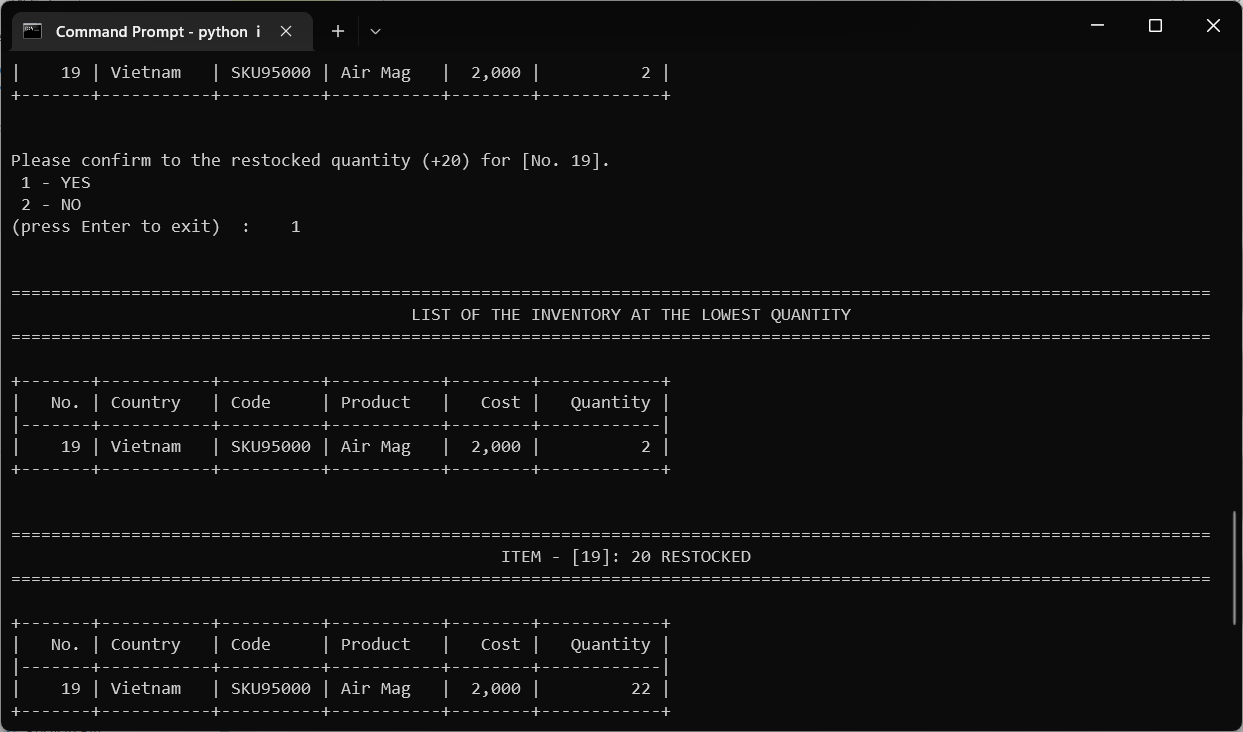 Command Prompt - python i
|    19 | Vietnam   | SKU95000 | Air Mag   |  2,000 |          2 |
+-------+-----------+----------+-----------+--------+------------+
Please confirm to the restocked quantity (+20) for [No. 19].
 1 - YES
 2 - NO
(press Enter to exit)  :    1
========================================================================================================================
                                        LIST OF THE INVENTORY AT THE LOWEST QUANTITY
========================================================================================================================
+-------+-----------+----------+-----------+--------+------------+
|   No. | Country   | Code     | Product   |   Cost |   Quantity |
|-------+-----------+----------+-----------+--------+------------|
|    19 | Vietnam   | SKU95000 | Air Mag   |  2,000 |          2 |
+-------+-----------+----------+-----------+--------+------------+
========================================================================================================================
                                                 ITEM - [19]: 20 RESTOCKED
========================================================================================================================
+-------+-----------+----------+-----------+--------+------------+
|   No. | Country   | Code     | Product   |   Cost |   Quantity |
|-------+-----------+----------+-----------+--------+------------|
|    19 | Vietnam   | SKU95000 | Air Mag   |  2,000 |         22 |
+-------+-----------+----------+-----------+--------+------------+